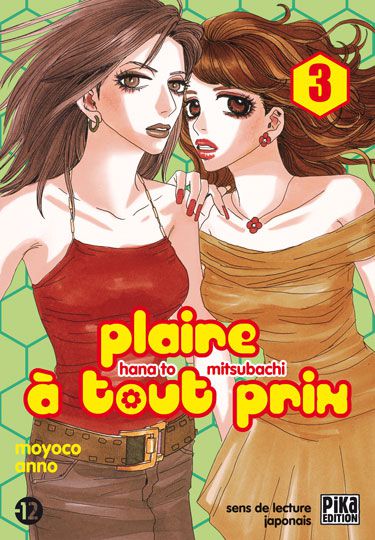 3
plaire
hana to mitsubachi
à tout prix
moyoco
anno
-12
sens de lecture
japonais
PiKA
EDITION